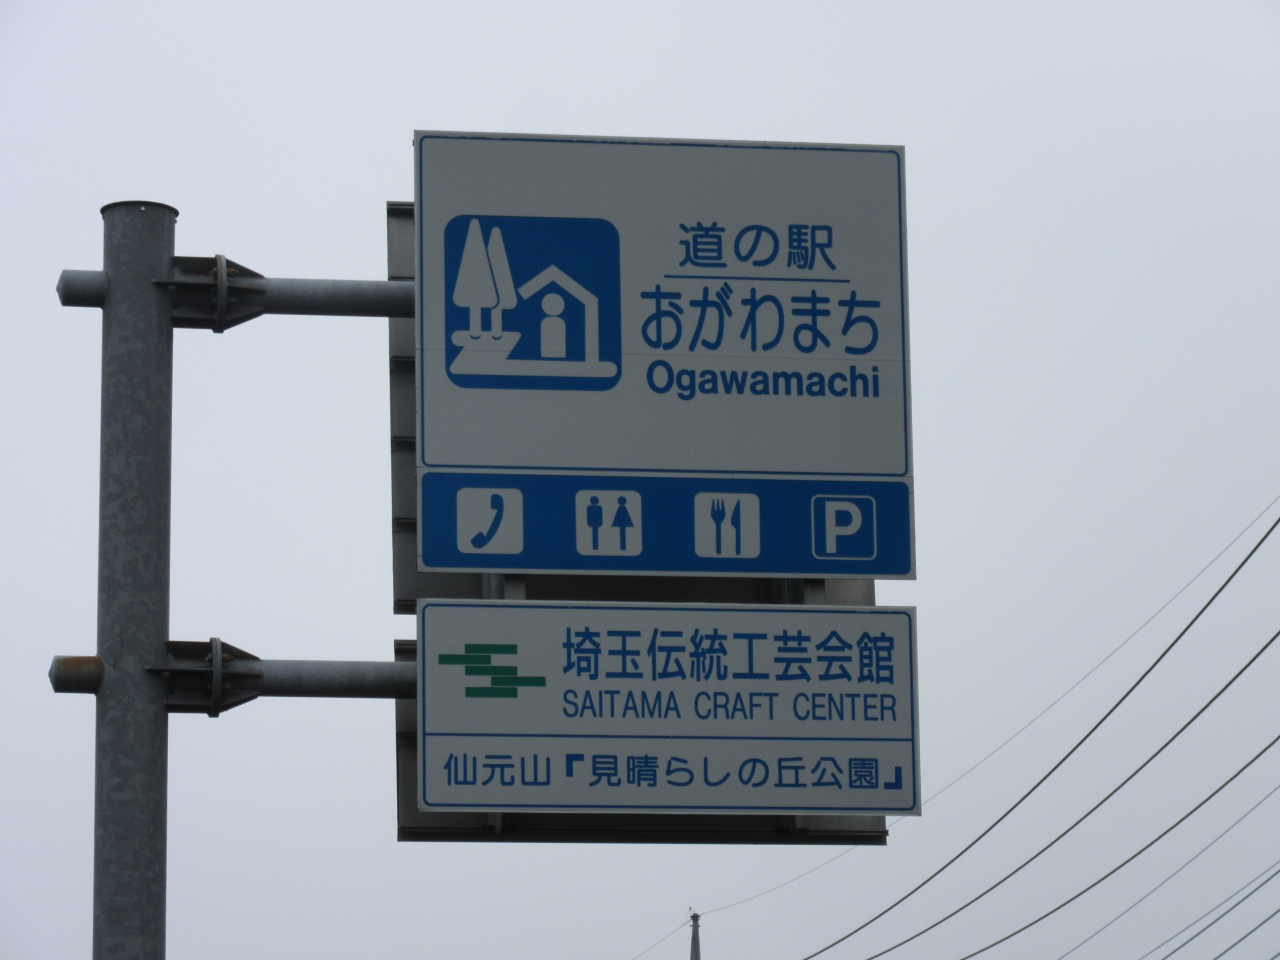 道の駅
おがわまち
Ogawamachi
P
埼玉伝統工芸会館
SAITAMA CRAFT CENTER
仙元山『見晴らしの丘公園』